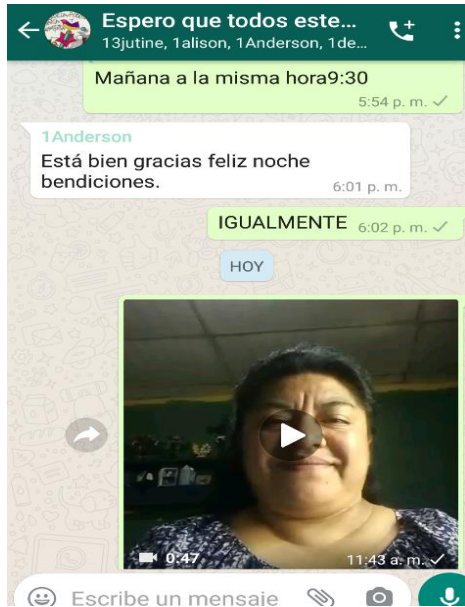 Espero que todos este...
13jutine, 1alison, 1Anderson, 1de...
Mañana a la misma hora9:30
5:54 p. m.
1Anderson
Está bien gracias feliz noche
bendiciones.
6:01 p. m.
IGUALMENTE 6:02 p. m.
HOY
0:47 11:43 a. m.
Escribe un mensaje